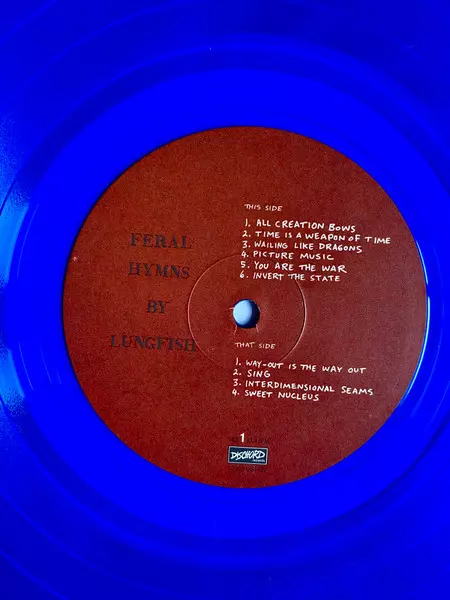 FERAL
HYMNS
BY
LUNGFISH
THIS SIDE
1. ALL CREATION BOWS
2. TIME IS A WEAPON OF TIME
3. WAILING LIKE DRAGONS
4. PICTURE MUSIC
5. YOU ARE THE WAR
6. INVERT THE STATE
THAT SIDE
1. WAY-OUT IS THE WAY OUT
2. SING
3. INTERDIMENSIONAL SEAMS
4. SWEET NUCLEUS
1
DISCHORD